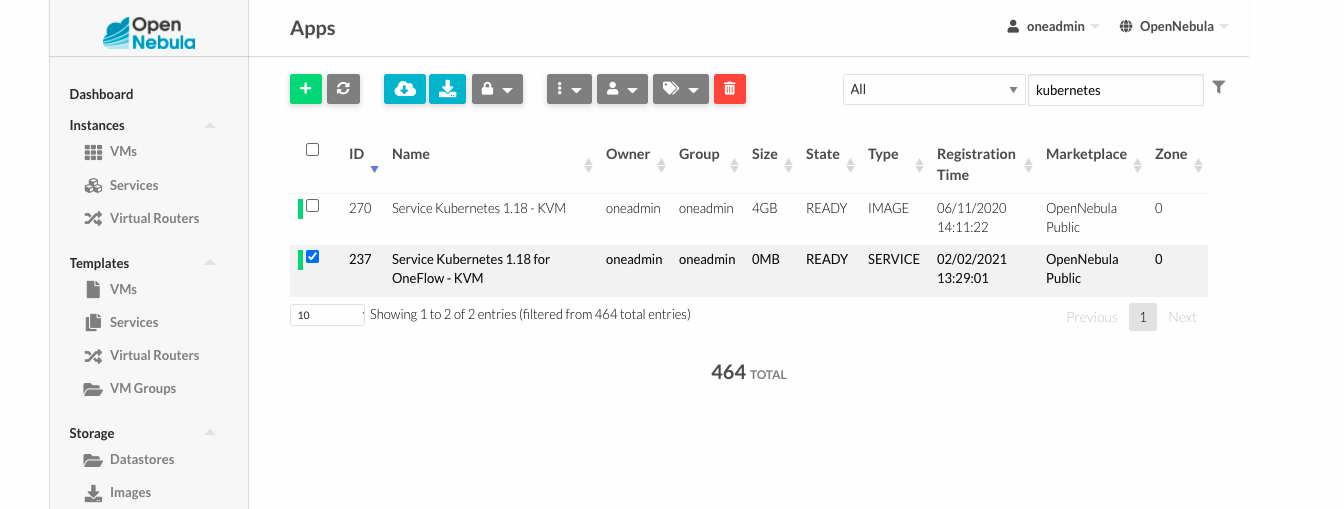 Open
Nebula
Apps
oneadmin
OpenNebula
Dashboard
Instances
VMs
Services
Virtual Routers
Templates
VMs
Services
Virtual Routers
VM Groups
Storage
Datastores
Images
All
kubernetes
ID Name Owner Group Size State Type Registration Time Marketplace Zone
270 Service Kubernetes 1.18 - KVM oneadmin oneadmin 4GB READY IMAGE 06/11/2020 OpenNebula 0
14:11:22 Public
237 Service Kubernetes 1.18 for oneadmin oneadmin 0MB READY SERVICE 02/02/2021 OpenNebula 0
OneFlow - KVM 13:29:01 Public
10 Showing 1 to 2 of 2 entries (filtered from 464 total entries)
Previous 1 Next
464 TOTAL